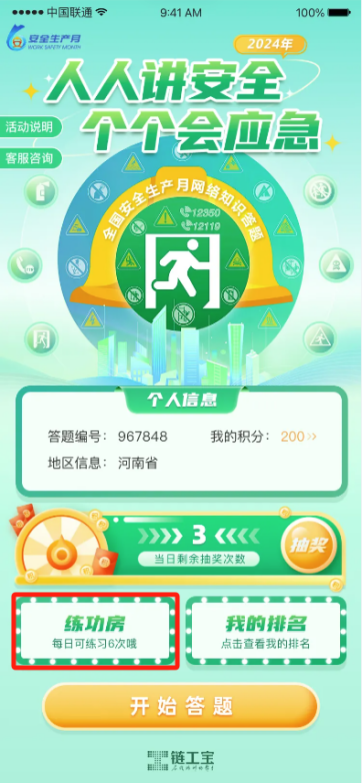 中国联通
9:41 AM
100%
安全生产月
WORK SAFETY MONTH
2024年
人人讲安全
个个会应急
活动说明
客服咨询
全国安全生产月网络知识答题
12350
12119
个人信息
答题编号： 967848
我的积分： 200
地区信息： 河南省
3
当日剩余抽奖次数
抽奖
练功房
每日可练习6次哦
我的排名
点击查看我的排名
开始答题
链工宝